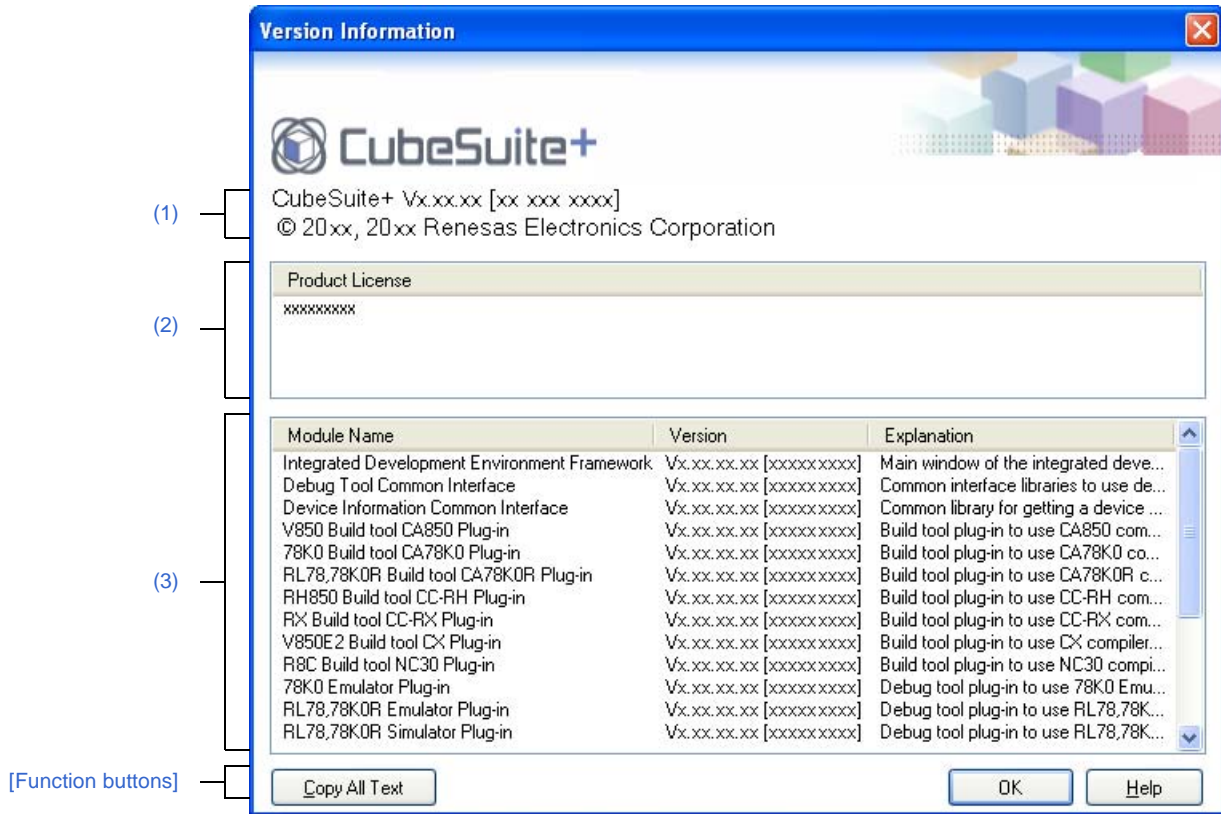 Version Information
CubeSuite+
(1)
CubeSuite+ Vx.xx.xx [xx xxx xxxx]
© 20xx, 20xx Renesas Electronics Corporation
(2)
Product License
xxxxxxxxx
(3)
Module Name Version Explanation
Integrated Development Environment Framework Vx.xx.xx.xx [xxxxxxxxx] Main window of the integrated deve...
Debug Tool Common Interface Vx.xx.xx.xx [xxxxxxxxx] Common interface libraries to use de...
Device Information Common Interface Vx.xx.xx.xx [xxxxxxxxx] Common library for getting a device ...
V850 Build tool CA850 Plug-in Vx.xx.xx.xx [xxxxxxxxx] Build tool plug-in to use CA850 com...
78K0 Build tool CA78K0 Plug-in Vx.xx.xx.xx [xxxxxxxxx] Build tool plug-in to use CA78K0 co...
RL78,78K0R Build tool CA78K0R Plug-in Vx.xx.xx.xx [xxxxxxxxx] Build tool plug-in to use CA78K0R c...
RH850 Build tool CC-RH Plug-in Vx.xx.xx.xx [xxxxxxxxx] Build tool plug-in to use CC-RH com...
RX Build tool CC-RX Plug-in Vx.xx.xx.xx [xxxxxxxxx] Build tool plug-in to use CC-RX com...
V850E2 Build tool CX Plug-in Vx.xx.xx.xx [xxxxxxxxx] Build tool plug-in to use CX compiler...
R8C Build tool NC30 Plug-in Vx.xx.xx.xx [xxxxxxxxx] Build tool plug-in to use NC30 compi...
78K0 Emulator Plug-in Vx.xx.xx.xx [xxxxxxxxx] Debug tool plug-in to use 78K0 Emu...
RL78,78K0R Emulator Plug-in Vx.xx.xx.xx [xxxxxxxxx] Debug tool plug-in to use RL78,78K...
RL78,78K0R Simulator Plug-in Vx.xx.xx.xx [xxxxxxxxx] Debug tool plug-in to use RL78,78K...
[Function buttons]
Copy All Text OK Help